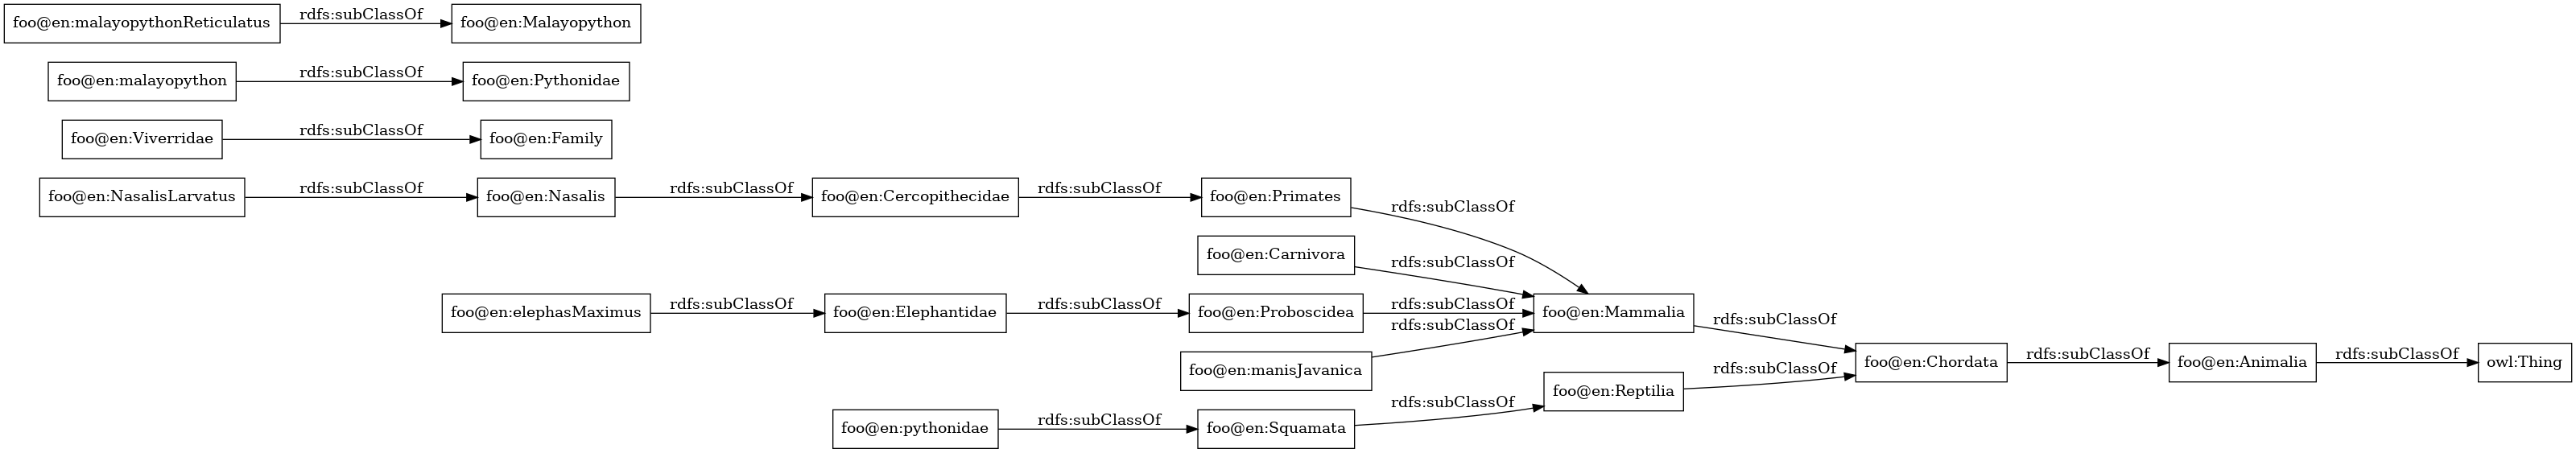 foo@en:malayopythonReticulatus rdfs:subClassOf foo@en:Malayopython
foo@en:malayopython rdfs:subClassOf foo@en:Pythonidae
foo@en:Viverridae rdfs:subClassOf foo@en:Family
foo@en:NasalisLarvatus rdfs:subClassOf foo@en:Nasalis rdfs:subClassOf foo@en:Cercopithecidae rdfs:subClassOf foo@en:Primates rdfs:subClassOf
foo@en:Carnivora rdfs:subClassOf
foo@en:elephasMaximus rdfs:subClassOf foo@en:Elephantidae rdfs:subClassOf foo@en:Proboscidea rdfs:subClassOf foo@en:Mammalia rdfs:subClassOf
foo@en:manisJavanica rdfs:subClassOf
foo@en:Chordata rdfs:subClassOf foo@en:Animalia rdfs:subClassOf owl:Thing
foo@en:Reptilia rdfs:subClassOf
foo@en:pythonidae rdfs:subClassOf foo@en:Squamata rdfs:subClassOf